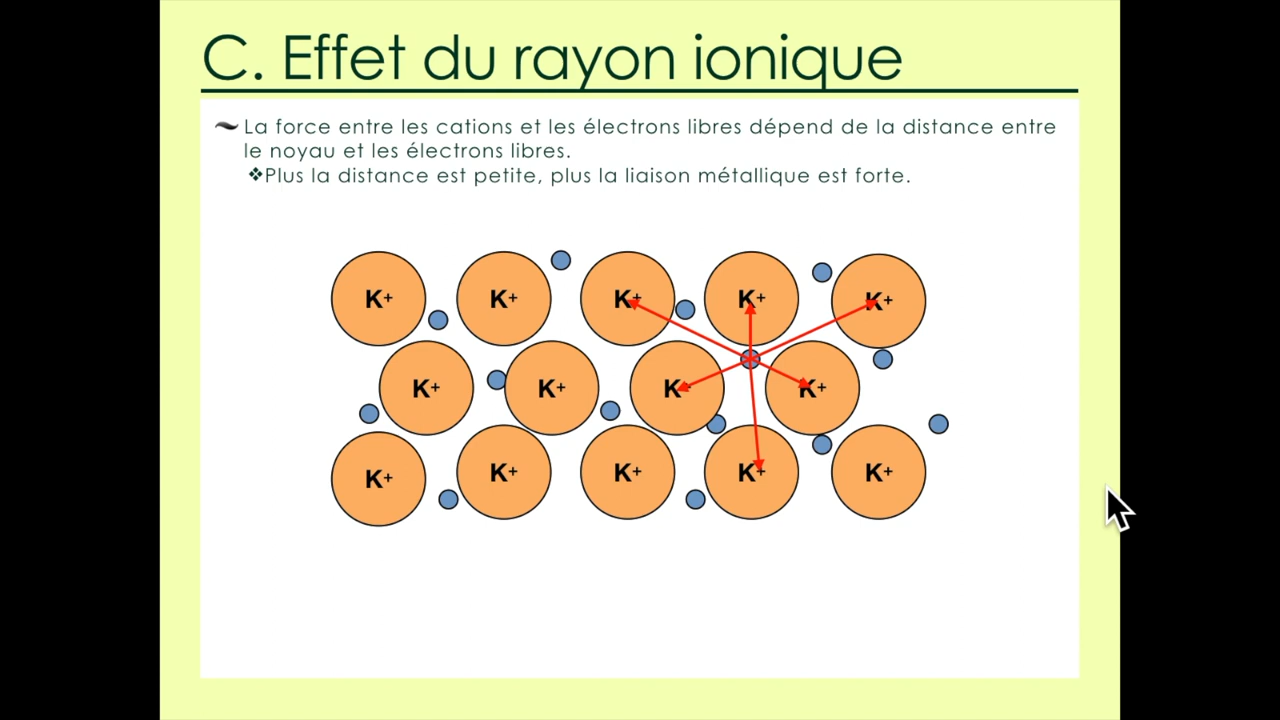 C. Effet du rayon ionique
La force entre les cations et les électrons libres dépend de la distance entre
le noyau et les électrons libres.
❖Plus la distance est petite, plus la liaison métallique est forte.
K+ K+ K+ K+ K+
K+ K+ K K+
K+ K+ K+ K+ K+